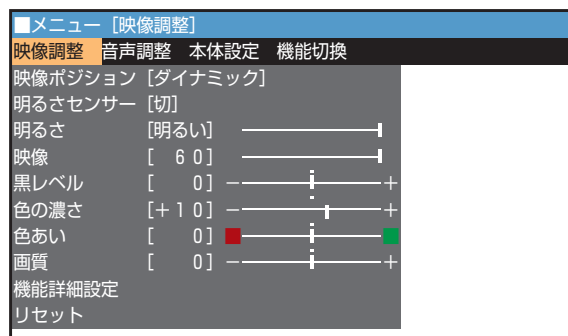 ■メニュー [映像調整]
映像調整 音声調整 本体設定 機能切換
映像ポジション [ダイナミック]
明るさセンサー [切]
明るさ [明るい]
映像 [ 60]
黒レベル [ 0] − +
色の濃さ [+10] − +
色あい [ 0]
画質 [ 0] − +
機能詳細設定
リセット